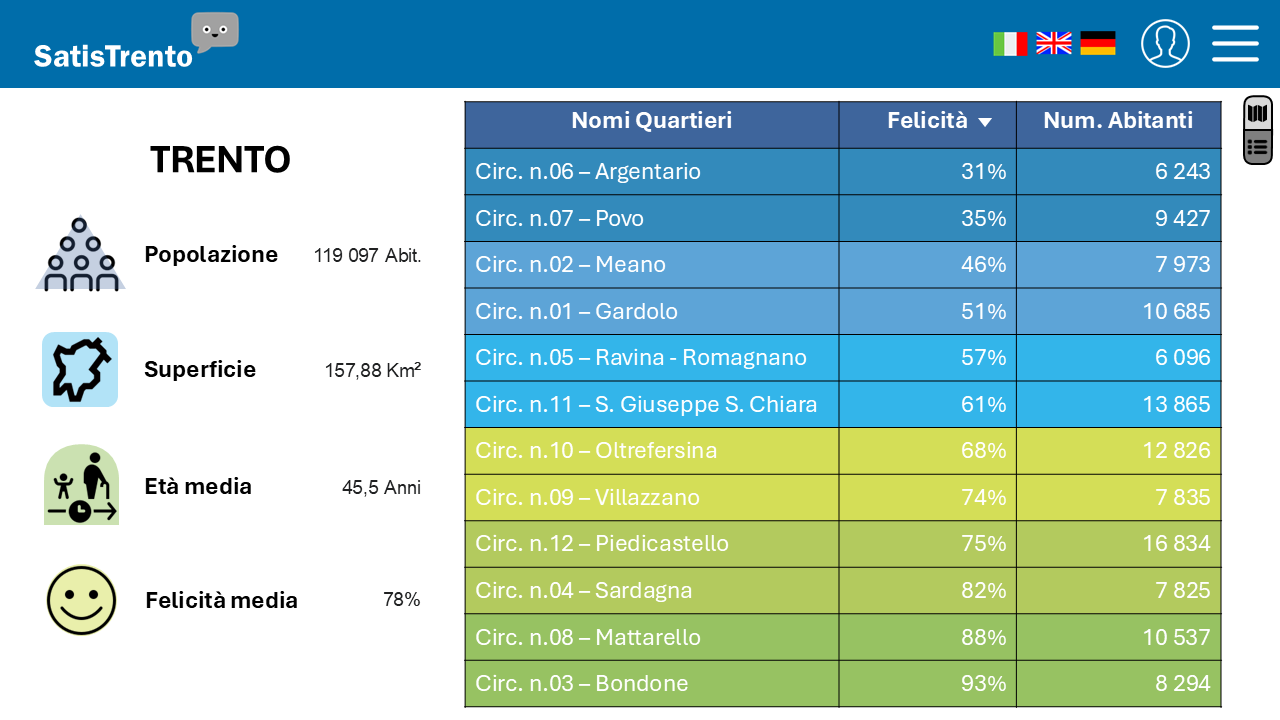 SatisTrento
TRENTO
Popolazione 119 097 Abit.
Superficie 157,88 Km²
Età media 45,5 Anni
Felicità media 78%
Nomi Quartieri Felicità Num. Abitanti
Circ. n.06 – Argentario 31% 6 243
Circ. n.07 – Povo 35% 9 427
Circ. n.02 – Meano 46% 7 973
Circ. n.01 – Gardolo 51% 10 685
Circ. n.05 – Ravina - Romagnano 57% 6 096
Circ. n.11 – S. Giuseppe S. Chiara 61% 13 865
Circ. n.10 – Oltrefersina 68% 12 826
Circ. n.09 – Villazzano 74% 7 835
Circ. n.12 – Piedicastello 75% 16 834
Circ. n.04 – Sardagna 82% 7 825
Circ. n.08 – Mattarello 88% 10 537
Circ. n.03 – Bondone 93% 8 294